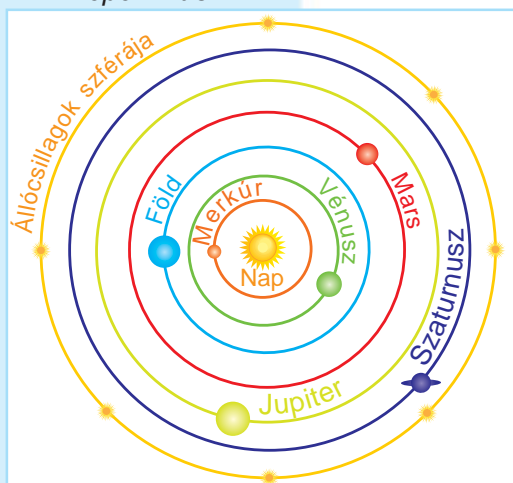 Állócsillagok szférája
Föld
Merkúr
Vénusz
Mars
Nap
Szaturnusz
Jupiter